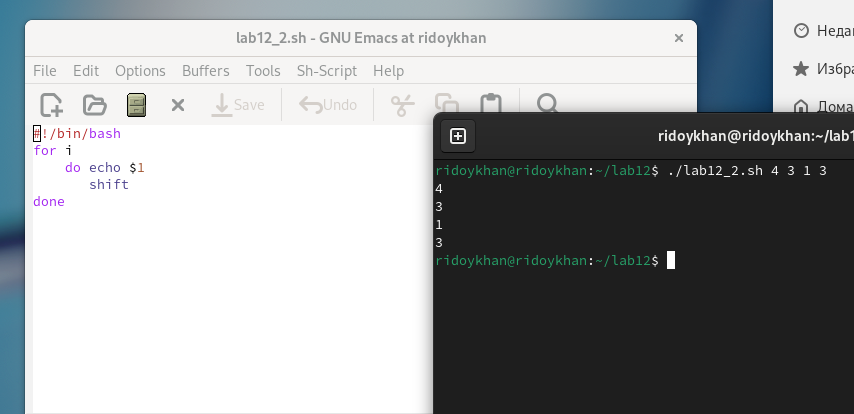 lab12_2.sh - GNU Emacs at ridoykhan
File Edit Options Buffers Tools Sh-Script Help
Save Undo
#!/bin/bash
for i
do echo $1
shift
done
ridoykhan@ridoykhan:~/lab1
ridoykhan@ridoykhan:~/lab12$ ./lab12_2.sh 4 3 1 3
4
3
1
3
ridoykhan@ridoykhan:~/lab12$
Недав
Избра
Дома